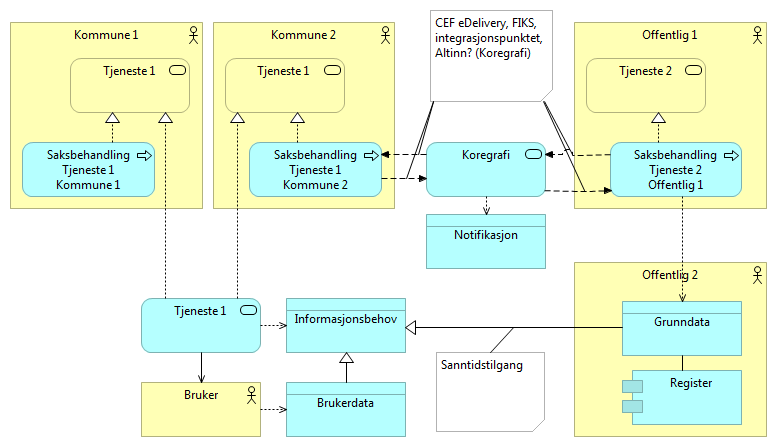 Kommune 1
Kommune 2
CEF eDelivery, FIKS,
integrasjonspunktet,
Altinn? (Koregrafi)
Offentlig 1
Tjeneste 1
Tjeneste 1
Tjeneste 2
Saksbehandling
Tjeneste 1
Kommune 1
Saksbehandling
Tjeneste 1
Kommune 2
Koregrafi
Saksbehandling
Tjeneste 2
Offentlig 1
Notifikasjon
Offentlig 2
Tjeneste 1
Informasjonsbehov
Grunndata
Sanntidstilgang
Register
Bruker
Brukerdata